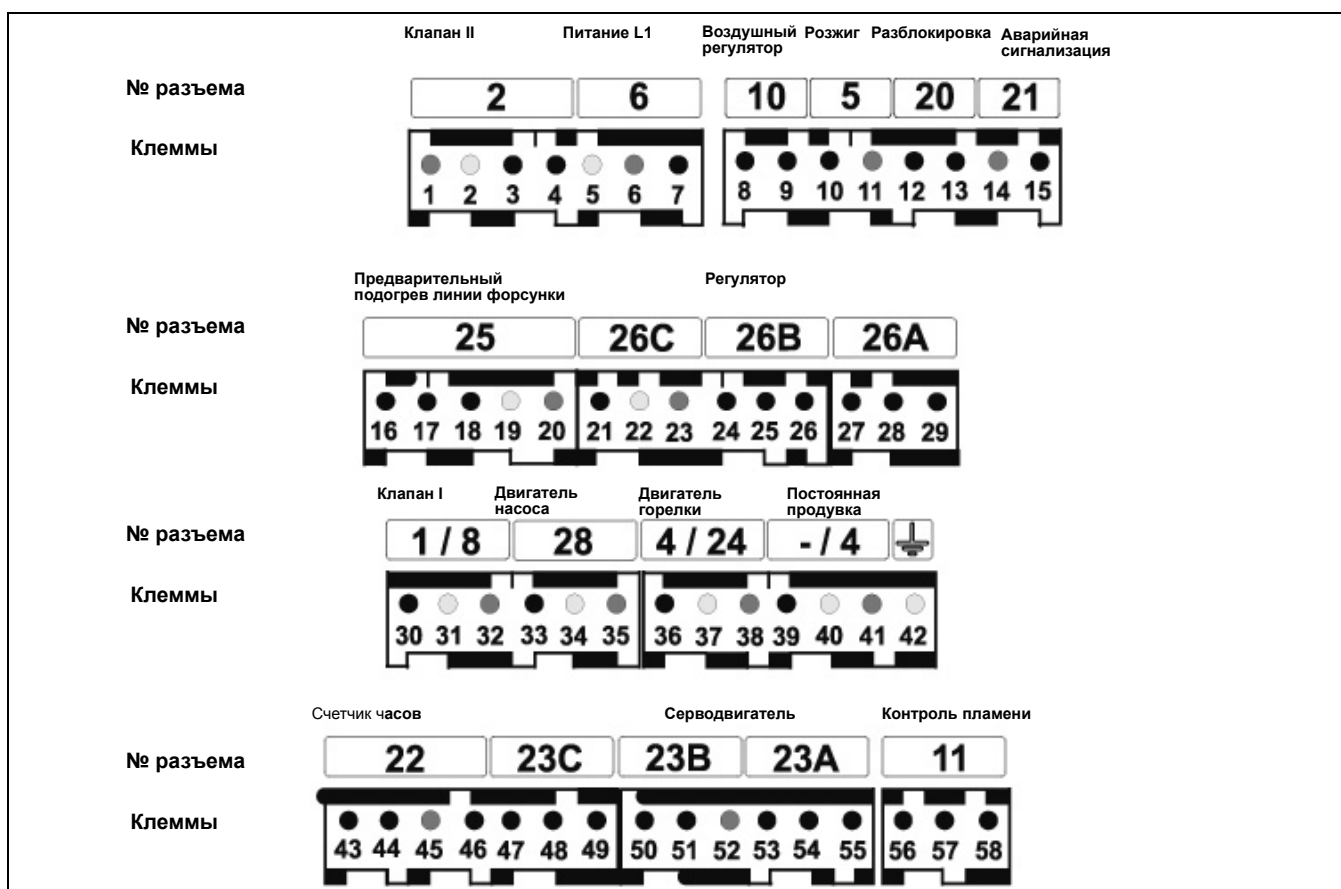 Клапан II Питание L1 Воздушный регулятор Розжиг Разблокировка Аварийная сигнализация
№ разъема 2 6 10 5 20 21
Клеммы
1 2 3 4 5 6 7 8 9 10 11 12 13 14 15
Предварительный подогрев линии форсунки Регулятор
№ разъема 25 26C 26B 26A
Клеммы
16 17 18 19 20 21 22 23 24 25 26 27 28 29
Клапан I Двигатель насоса Двигатель горелки Постоянная продувка
№ разъема 1 / 8 28 4 / 24 - / 4
Клеммы
30 31 32 33 34 35 36 37 38 39 40 41 42
Счетчик часов Серводвигатель Контроль пламени
№ разъема 22 23C 23B 23A 11
Клеммы
43 44 45 46 47 48 49 50 51 52 53 54 55 56 57 58